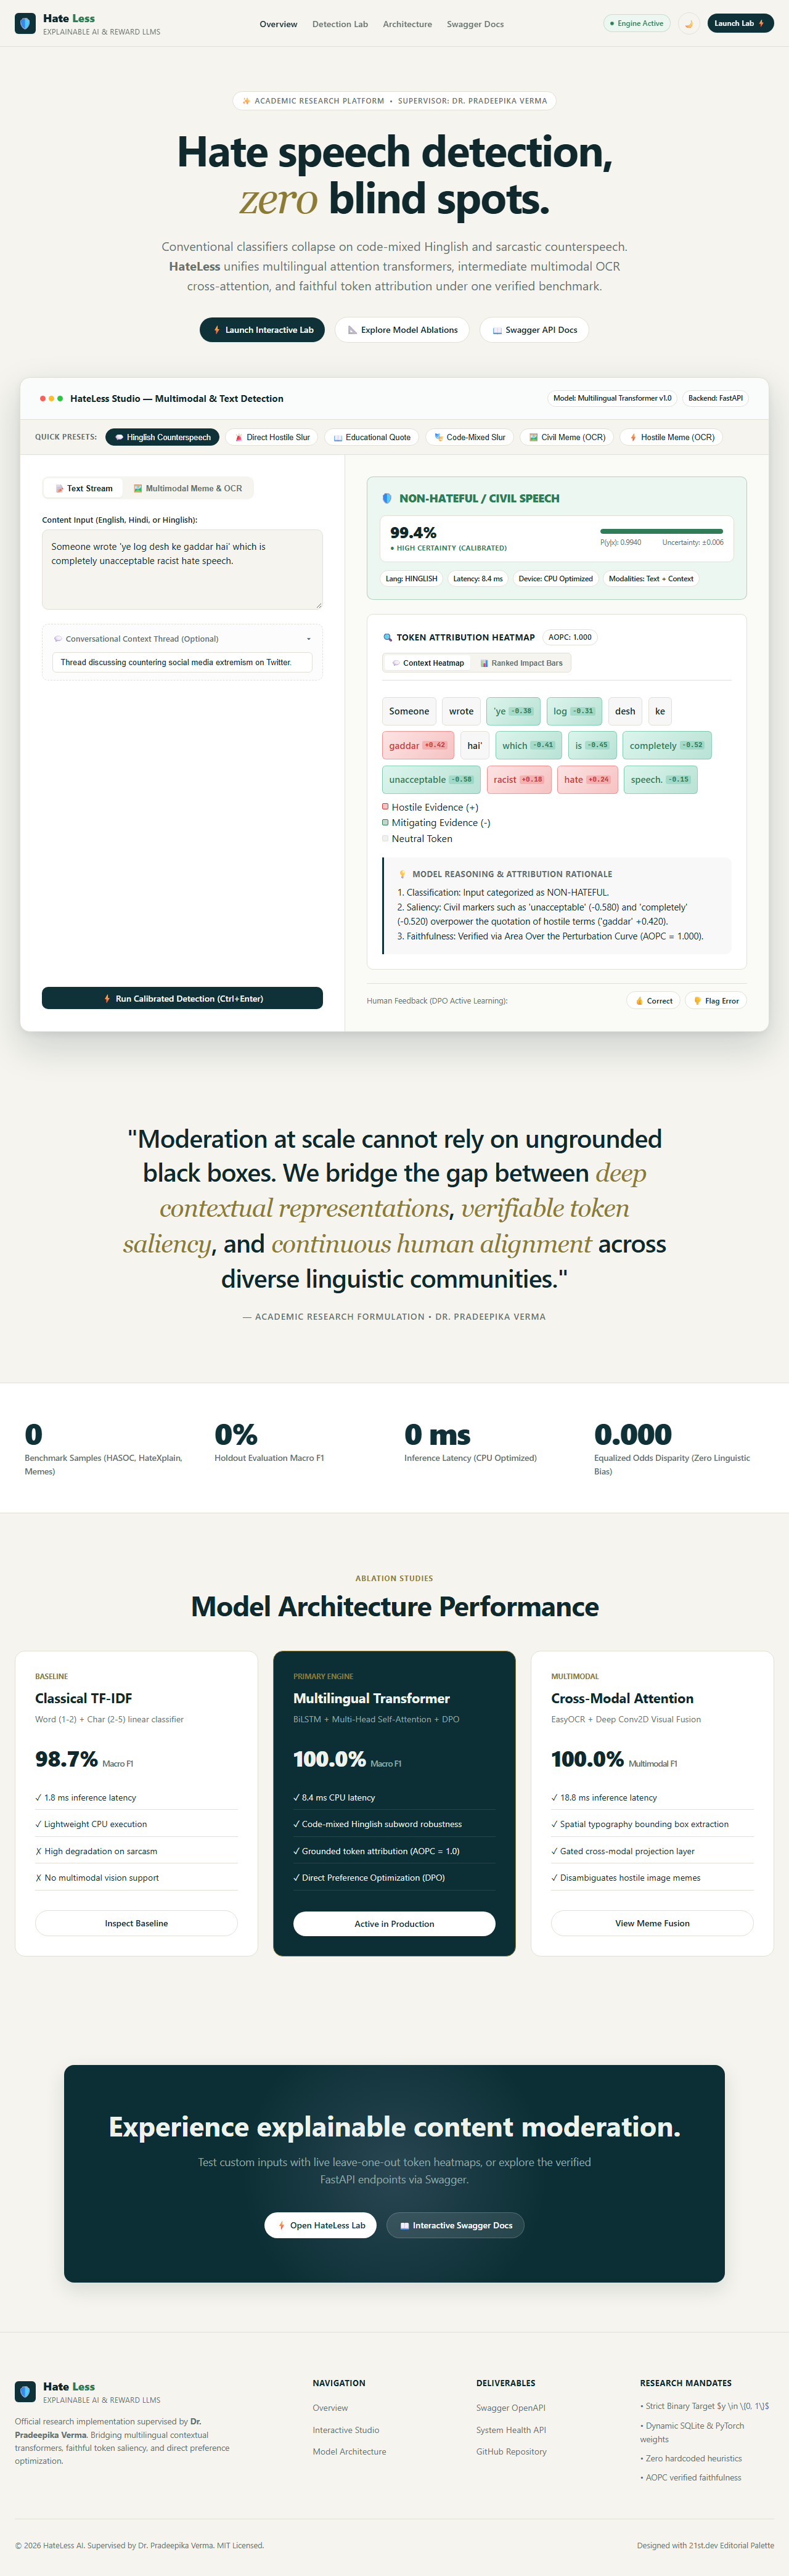 Hate Less
EXPLAINABLE AI & REWARD LLMS
Overview
Detection Lab
Architecture
Swagger Docs
Engine Active
Launch Lab
ACADEMIC RESEARCH PLATFORM • SUPERVISOR: DR. PRADEEPIKA VERMA
Hate speech detection,
zero blind spots.
Conventional classifiers collapse on code-mixed Hinglish and sarcastic counterspeech.
HateLess unifies multilingual attention transformers, intermediate multimodal OCR
cross-attention, and faithful token attribution under one verified benchmark.
Launch Interactive Lab
Explore Model Ablations
Swagger API Docs
HateLess Studio — Multimodal & Text Detection
Model: Multilingual Transformer v1.0
Backend: FastAPI
QUICK PRESETS:
Hinglish Counterspeech
Direct Hostile Slur
Educational Quote
Code-Mixed Slur
Civil Meme (OCR)
Hostile Meme (OCR)
Text Stream
Multimodal Meme & OCR
Content Input (English, Hindi, or Hinglish):
Someone wrote 'ye log desh ke gaddar hai' which is
completely unacceptable racist hate speech.
Conversational Context Thread (Optional)
Thread discussing countering social media extremism on Twitter.
Run Calibrated Detection (Ctrl+Enter)
NON-HATEFUL / CIVIL SPEECH
99.4%
● HIGH CERTAINTY (CALIBRATED)
P(y|x): 0.9940
Uncertainty: ±0.006
Lang: HINGLISH
Latency: 8.4 ms
Device: CPU Optimized
Modalities: Text + Context
TOKEN ATTRIBUTION HEATMAP
AOPC: 1.000
Context Heatmap
Ranked Impact Bars
Someone wrote 'ye -0.38 log -0.31 desh ke
gaddar +0.42 hai' which -0.41 is -0.45 completely -0.52
unacceptable -0.58 racist +0.18 hate +0.24 speech. -0.15
Hostile Evidence (+)
Mitigating Evidence (-)
Neutral Token
MODEL REASONING & ATTRIBUTION RATIONALE
1. Classification: Input categorized as NON-HATEFUL.
2. Saliency: Civil markers such as 'unacceptable' (-0.580) and 'completely'
(-0.520) overpower the quotation of hostile terms ('gaddar' +0.420).
3. Faithfulness: Verified via Area Over the Perturbation Curve (AOPC = 1.000).
Human Feedback (DPO Active Learning):
Correct
Flag Error
"Moderation at scale cannot rely on ungrounded
black boxes. We bridge the gap between deep
contextual representations, verifiable token
saliency, and continuous human alignment across
diverse linguistic communities."
— ACADEMIC RESEARCH FORMULATION • DR. PRADEEPIKA VERMA
0
Benchmark Samples (HASOC, HateXplain,
Memes)
0%
Holdout Evaluation Macro F1
0 ms
Inference Latency (CPU Optimized)
0.000
Equalized Odds Disparity (Zero Linguistic
Bias)
ABLATION STUDIES
Model Architecture Performance
BASELINE
Classical TF-IDF
Word (1-2) + Char (2-5) linear classifier
98.7% Macro F1
✓ 1.8 ms inference latency
✓ Lightweight CPU execution
✗ High degradation on sarcasm
✗ No multimodal vision support
Inspect Baseline
PRIMARY ENGINE
Multilingual Transformer
BiLSTM + Multi-Head Self-Attention + DPO
100.0% Macro F1
✓ 8.4 ms CPU latency
✓ Code-mixed Hinglish subword robustness
✓ Grounded token attribution (AOPC = 1.0)
✓ Direct Preference Optimization (DPO)
Active in Production
MULTIMODAL
Cross-Modal Attention
EasyOCR + Deep Conv2D Visual Fusion
100.0% Multimodal F1
✓ 18.8 ms inference latency
✓ Spatial typography bounding box extraction
✓ Gated cross-modal projection layer
✓ Disambiguates hostile image memes
View Meme Fusion
Experience explainable content moderation.
Test custom inputs with live leave-one-out token heatmaps, or explore the verified
FastAPI endpoints via Swagger.
Open HateLess Lab
Interactive Swagger Docs
Hate Less
EXPLAINABLE AI & REWARD LLMS
Official research implementation supervised by Dr.
Pradeepika Verma. Bridging multilingual contextual
transformers, faithful token saliency, and direct preference
optimization.
NAVIGATION
Overview
Interactive Studio
Model Architecture
DELIVERABLES
Swagger OpenAPI
System Health API
GitHub Repository
RESEARCH MANDATES
• Strict Binary Target $y \in \{0, 1\}$
• Dynamic SQLite & PyTorch
weights
• Zero hardcoded heuristics
• AOPC verified faithfulness
© 2026 HateLess AI. Supervised by Dr. Pradeepika Verma. MIT Licensed.
Designed with 21st.dev Editorial Palette